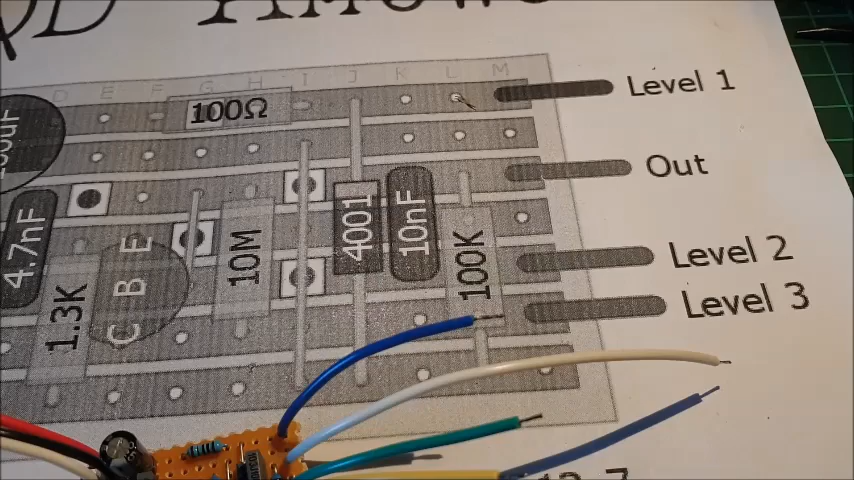 D E F G H I J K L M
100Ω
Level 1
Out
4.7nF
1.3K
C B E
10M
4001
10nF
100K
Level 2
Level 3